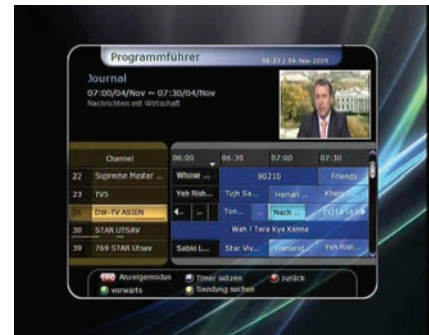 Programmführer
06:23 / 04-Nov-2009
Journal
07:00/04/Nov ~ 07:30/04/Nov
Nachrichten mit Wirtschaft
Channel 06:00 06:30 07:00 07:30
22 Supreme Master ... Whose ... 90210 Friends
23 TV5 Yeh Rish... Tujh Sa... Hamari
DW-TV ASIEN Ton... Nach
30 STAR UTSAV Wah ! Tera Kya Kehna
39 769 STAR Utsav Sabki L... Star Viv... Yeh Rish...
Anzeigemodus Timer setzen zurück
vorwärts Sendung suchen